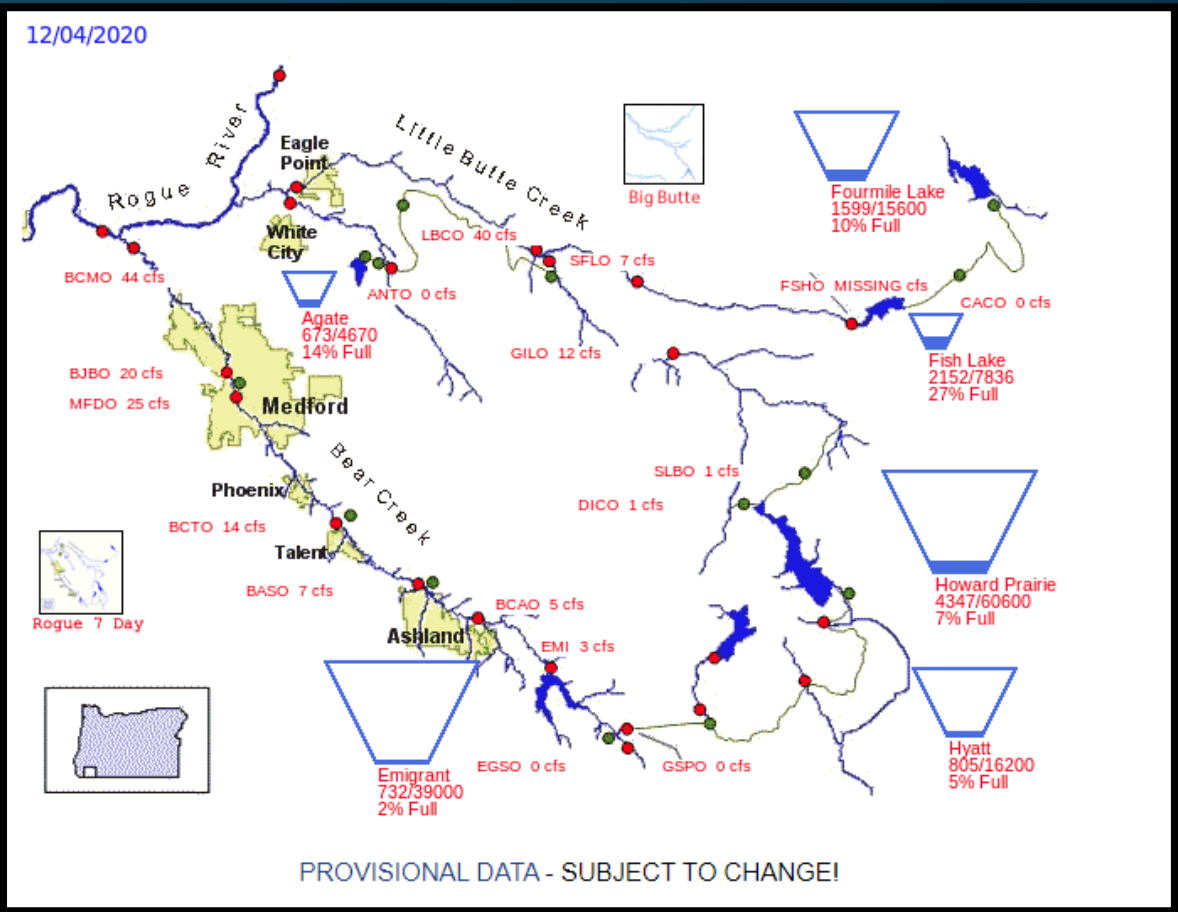 12/04/2020
Rogue River
Eagle
Point
Little Butte Creek
Big Butte
Fourmile Lake
1599/15600
10% Full
White
City
LBCO 40 cfs
SFLO 7 cfs
BCMO 44 cfs
ANTO 0 cfs
FSHO MISSING cfs
CACO 0 cfs
Agate
673/4670
14% Full
GILO 12 cfs
Fish Lake
2152/7836
27% Full
BJBO 20 cfs
MFDO 25 cfs
Medford
Bear Creek
SLBO 1 cfs
DICO 1 cfs
Phoenix
BCTO 14 cfs
Talent
Howard Prairie
4347/60600
7% Full
BASO 7 cfs
BCAO 5 cfs
Rogue 7 Day
Ashland
EMI 3 cfs
Hyatt
805/16200
5% Full
EGSO 0 cfs
GSPO 0 cfs
Emigrant
732/39000
2% Full
PROVISIONAL DATA - SUBJECT TO CHANGE!